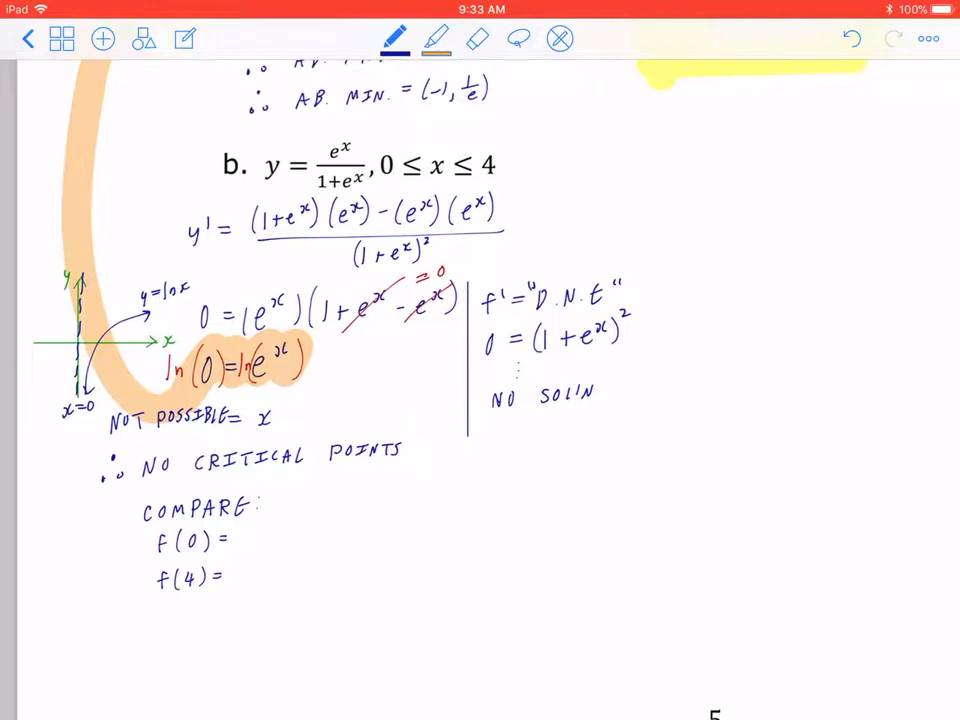 iPad 9:33 AM 100%
∴ AB. MIN. = (-1, 1/e)
b. y = e^x/(1+e^x), 0 ≤ x ≤ 4
y' = (1+e^x)(e^x) - (e^x)(e^x) / (1+e^x)^2
= 0
0 = (e^x)(1 + e^x - e^x)
ln(0) = ln(e^x)
NOT POSSIBLE = x
y
y = ln x
x
x=0
∴ NO CRITICAL POINTS
COMPARE:
f(0) =
f(4) =
f' = "D.N.E"
0 = (1 + e^x)^2
⋮
NO SOL'N
5